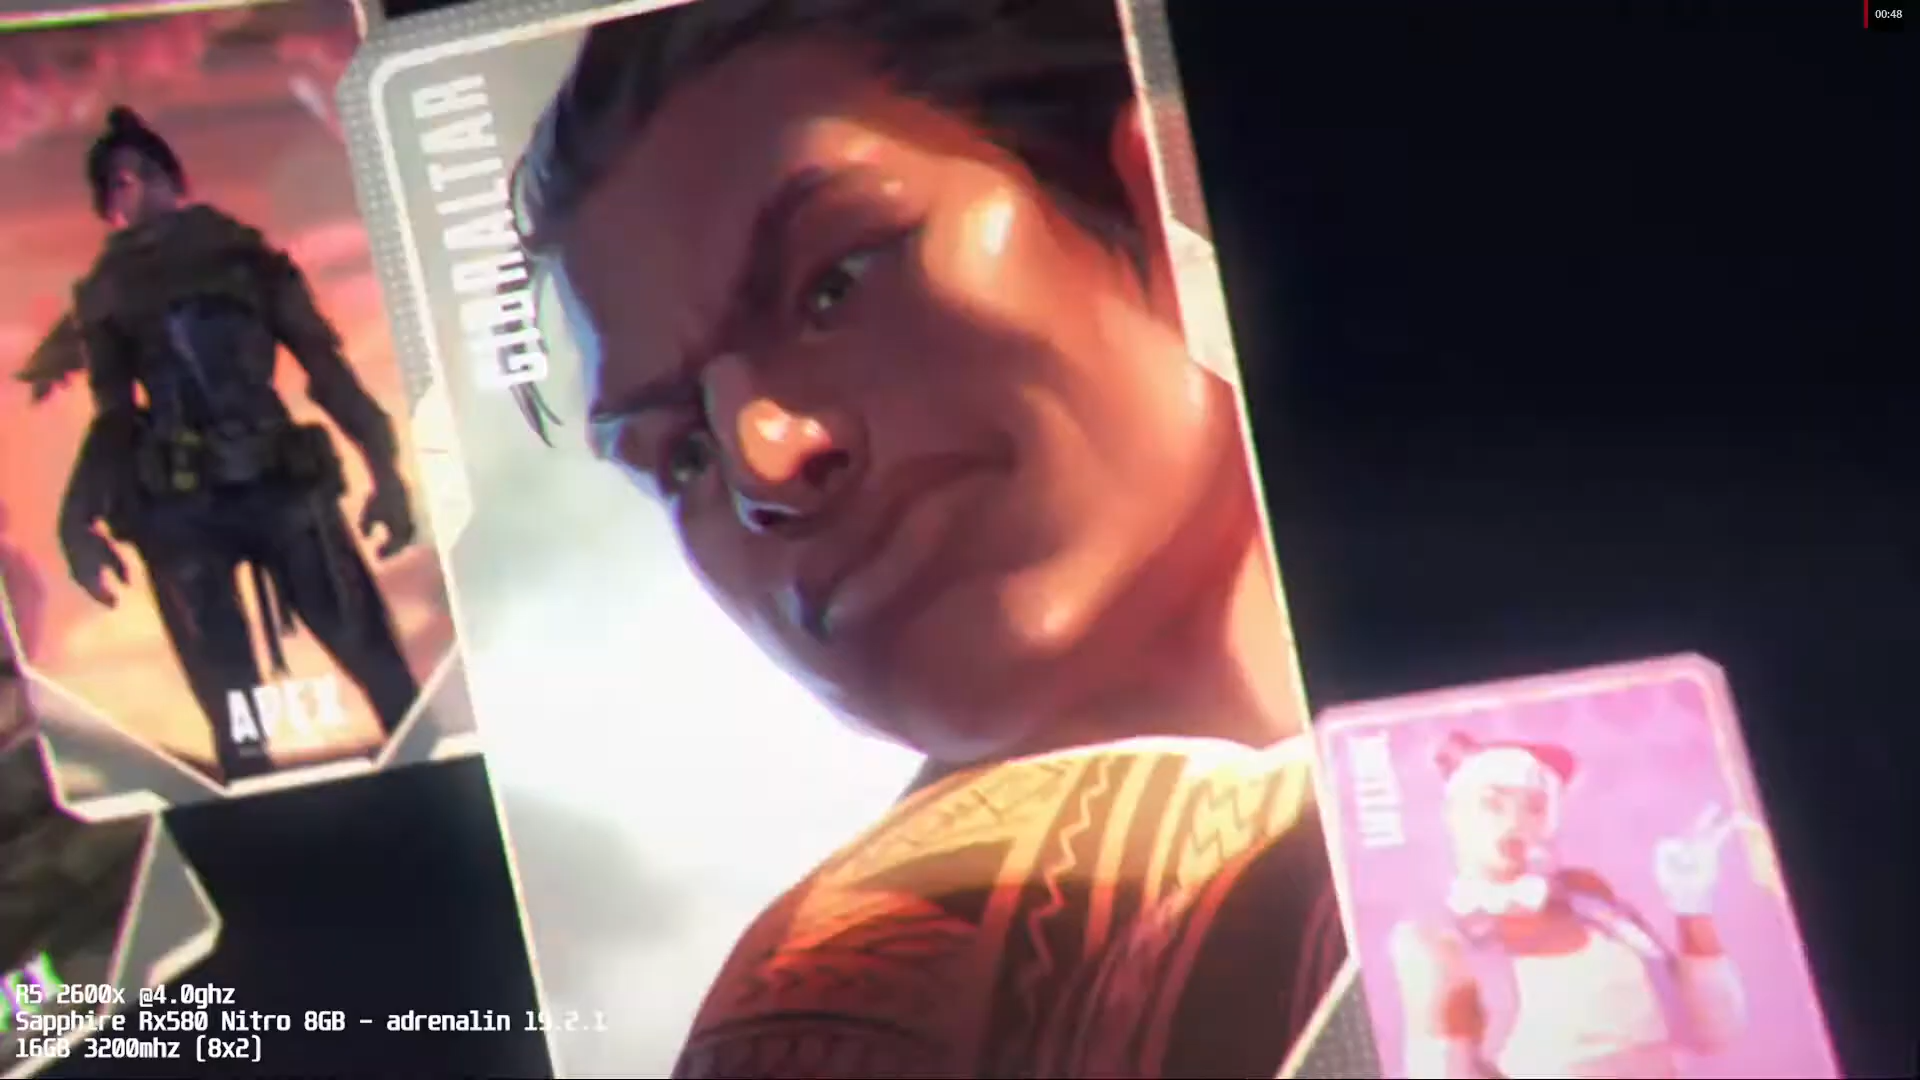 00:48
GIBRALTAR
APEX
LIFELINE
R5 2600x @4.0ghz
Sapphire Rx580 Nitro 8GB - adrenalin 19.2.1
16GB 3200mhz [8x2]